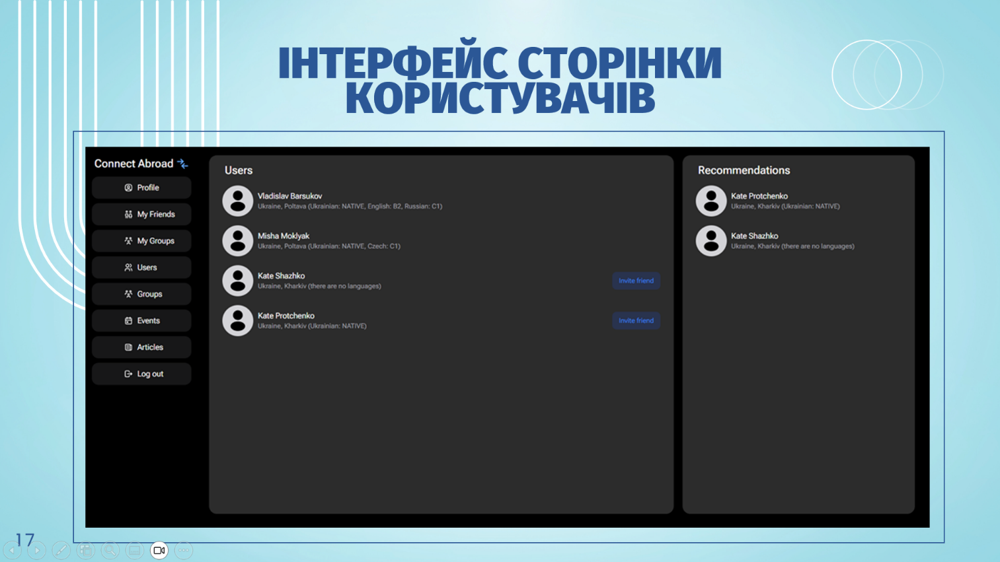 ІНТЕРФЕЙС СТОРІНКИ
КОРИСТУВАЧІВ
Connect Abroad
Profile
My Friends
My Groups
Users
Groups
Events
Articles
Log out
Users
Vladislav Barsukov
Ukraine, Poltava (Ukrainian: NATIVE, English: B2, Russian: C1)
Misha Moklyak
Ukraine, Poltava (Ukrainian: NATIVE, Czech: C1)
Kate Shazhko
Ukraine, Kharkiv (there are no languages)
Invite friend
Kate Protchenko
Ukraine, Kharkiv (Ukrainian: NATIVE)
Invite friend
Recommendations
Kate Protchenko
Ukraine, Kharkiv (Ukrainian: NATIVE)
Kate Shazhko
Ukraine, Kharkiv (there are no languages)
17